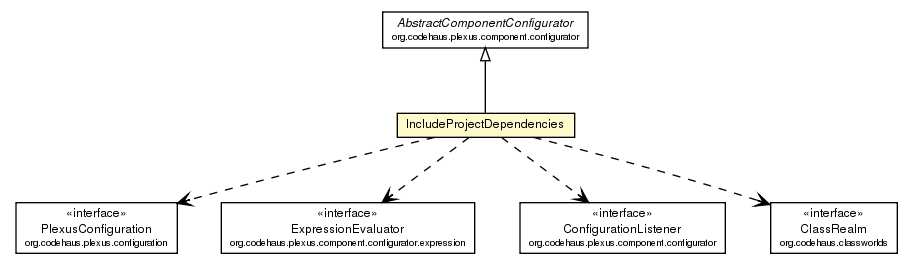 AbstractComponentConfigurator
org.codehaus.plexus.component.configurator
IncludeProjectDependencies
«interface»
PlexusConfiguration
org.codehaus.plexus.configuration
«interface»
ExpressionEvaluator
org.codehaus.plexus.component.configurator.expression
«interface»
ConfigurationListener
org.codehaus.plexus.component.configurator
«interface»
ClassRealm
org.codehaus.classworlds